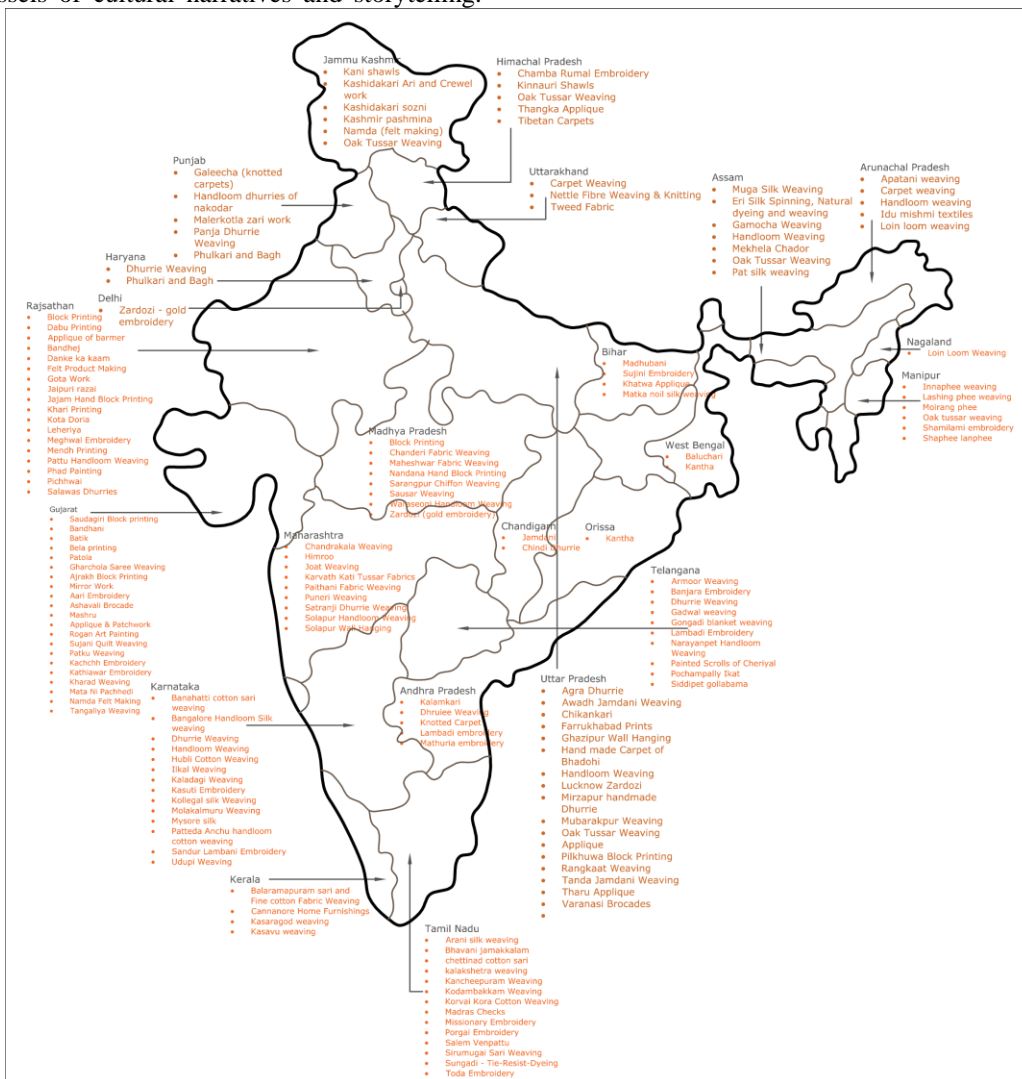 ssels of cultural narratives and storytelling.
Jammu Kashmir
• Kani shawls
• Kashidakari Ari and Crewel
work
• Kashidakari sozni
• Kashmir pashmina
• Namda (felt making)
• Oak Tussar Weaving
Himachal Pradesh
• Chamba Rumal Embroidery
• Kinnauri Shawls
• Oak Tussar Weaving
• Thangka Applique
• Tibetan Carpets
Punjab
• Galeecha (knotted
carpets)
• Handloom dhurries of
nakodar
• Malerkotla zari work
• Panja Dhurrie
Weaving
• Phulkari and Bagh
Uttarakhand
• Carpet Weaving
• Nettle Fibre Weaving & Knitting
• Tweed Fabric
Assam
• Muga Silk Weaving
• Eri Silk Spinning, Natural
dyeing and weaving
• Gamocha Weaving
• Handloom Weaving
• Mekhela Chador
• Oak Tussar Weaving
• Pat silk weaving
Arunachal Pradesh
• Apatani weaving
• Carpet weaving
• Handloom weaving
• Idu mishmi textiles
• Loin loom weaving
Haryana
• Dhurrie Weaving
• Phulkari and Bagh
Delhi
• Zardozi - gold
embroidery
Rajsathan
• Block Printing
• Dabu Printing
• Applique of barmer
• Bandhej
• Danke ka kaam
• Felt Product Making
• Gota Work
• Jaipuri razai
• Jajam Hand Block Printing
• Khari Printing
• Kota Doria
• Leheriya
• Meghwal Embroidery
• Mendh Printing
• Pattu Handloom Weaving
• Phad Painting
• Pichhwai
• Salawas Dhurries
Bihar
• Madhubani
• Sujini Embroidery
• Khatwa Applique
• Matka noil silk weaving
Nagaland
• Loin Loom Weaving
Manipur
• Innaphee weaving
• Lashing phee weaving
• Moirang phee
• Oak tussar weaving
• Shamilami embroidery
• Shaphee lanphee
Madhya Pradesh
• Block Printing
• Chanderi Fabric Weaving
• Maheshwar Fabric Weaving
• Nandana Hand Block Printing
• Sarangpur Chiffon Weaving
• Sausar Weaving
• Waraseoni Handloom Weaving
Zardozi (gold embroidery)
West Bengal
• Baluchari
• Kantha
Gujarat
• Saudagiri Block printing
• Bandhani
• Batik
• Bela printing
• Patola
• Gharchola Saree Weaving
• Ajrakh Block Printing
• Mirror Work
• Aari Embroidery
• Ashavali Brocade
• Mashru
• Applique & Patchwork
• Rogan Art Painting
• Sujani Quilt Weaving
• Patku Weaving
• Kachchh Embroidery
• Kathiawar Embroidery
• Kharad Weaving
• Mata Ni Pachhedi
• Namda Felt Making
• Tangaliya Weaving
Maharashtra
• Chandrakala Weaving
• Himroo
• Joat Weaving
• Karvath Kati Tussar Fabrics
• Paithani Fabric Weaving
• Puneri Weaving
• Satranji Dhurrie Weaving
• Solapur Handloom Weaving
• Solapur Wall Hanging
Chandigarh
• Jamdani
• Chindi Dhurrie
Orissa
• Kantha
Telangana
• Armoor Weaving
• Banjara Embroidery
• Dhurrie Weaving
• Gadwal weaving
• Gongadi blanket weaving
• Lambadi Embroidery
• Narayanpet Handloom
Weaving
• Painted Scrolls of Cheriyal
• Pochampally Ikat
• Siddipet gollabama
Karnataka
• Banahatti cotton sari
weaving
• Bangalore Handloom Silk
weaving
• Dhurrie Weaving
• Handloom Weaving
• Hubli Cotton Weaving
• Ilkal Weaving
• Kaladagi Weaving
• Kasuti Embroidery
• Kollegal silk Weaving
• Molakalmuru Weaving
• Mysore silk
• Patteda Anchu handloom
cotton weaving
• Sandur Lambani Embroidery
• Udupi Weaving
Andhra Pradesh
• Kalamkari
• Dhrulee Weaving
• Knotted Carpet
• Lambadi embroidery
• Mathuria embroidery
Uttar Pradesh
• Agra Dhurrie
• Awadh Jamdani Weaving
• Chikankari
• Farrukhabad Prints
• Ghazipur Wall Hanging
• Hand made Carpet of
Bhadohi
• Handloom Weaving
• Lucknow Zardozi
• Mirzapur handmade
Dhurrie
• Mubarakpur Weaving
• Oak Tussar Weaving
• Applique
• Pilkhuwa Block Printing
• Rangkaat Weaving
• Tanda Jamdani Weaving
• Tharu Applique
• Varanasi Brocades
•
Kerala
• Balaramapuram sari and
Fine cotton Fabric Weaving
• Cannanore Home Furnishings
• Kasaragod weaving
• Kasavu weaving
Tamil Nadu
• Arani silk weaving
• Bhavani jamakkalam
• chettinad cotton sari
• kalakshetra weaving
• Kancheepuram Weaving
• Kodambakkam Weaving
• Korvai Kora Cotton Weaving
• Madras Checks
• Missionary Embroidery
• Porgai Embroidery
• Salem Venpattu
• Sirumugai Sari Weaving
• Sungadi - Tie-Resist-Dyeing
• Toda Embroidery